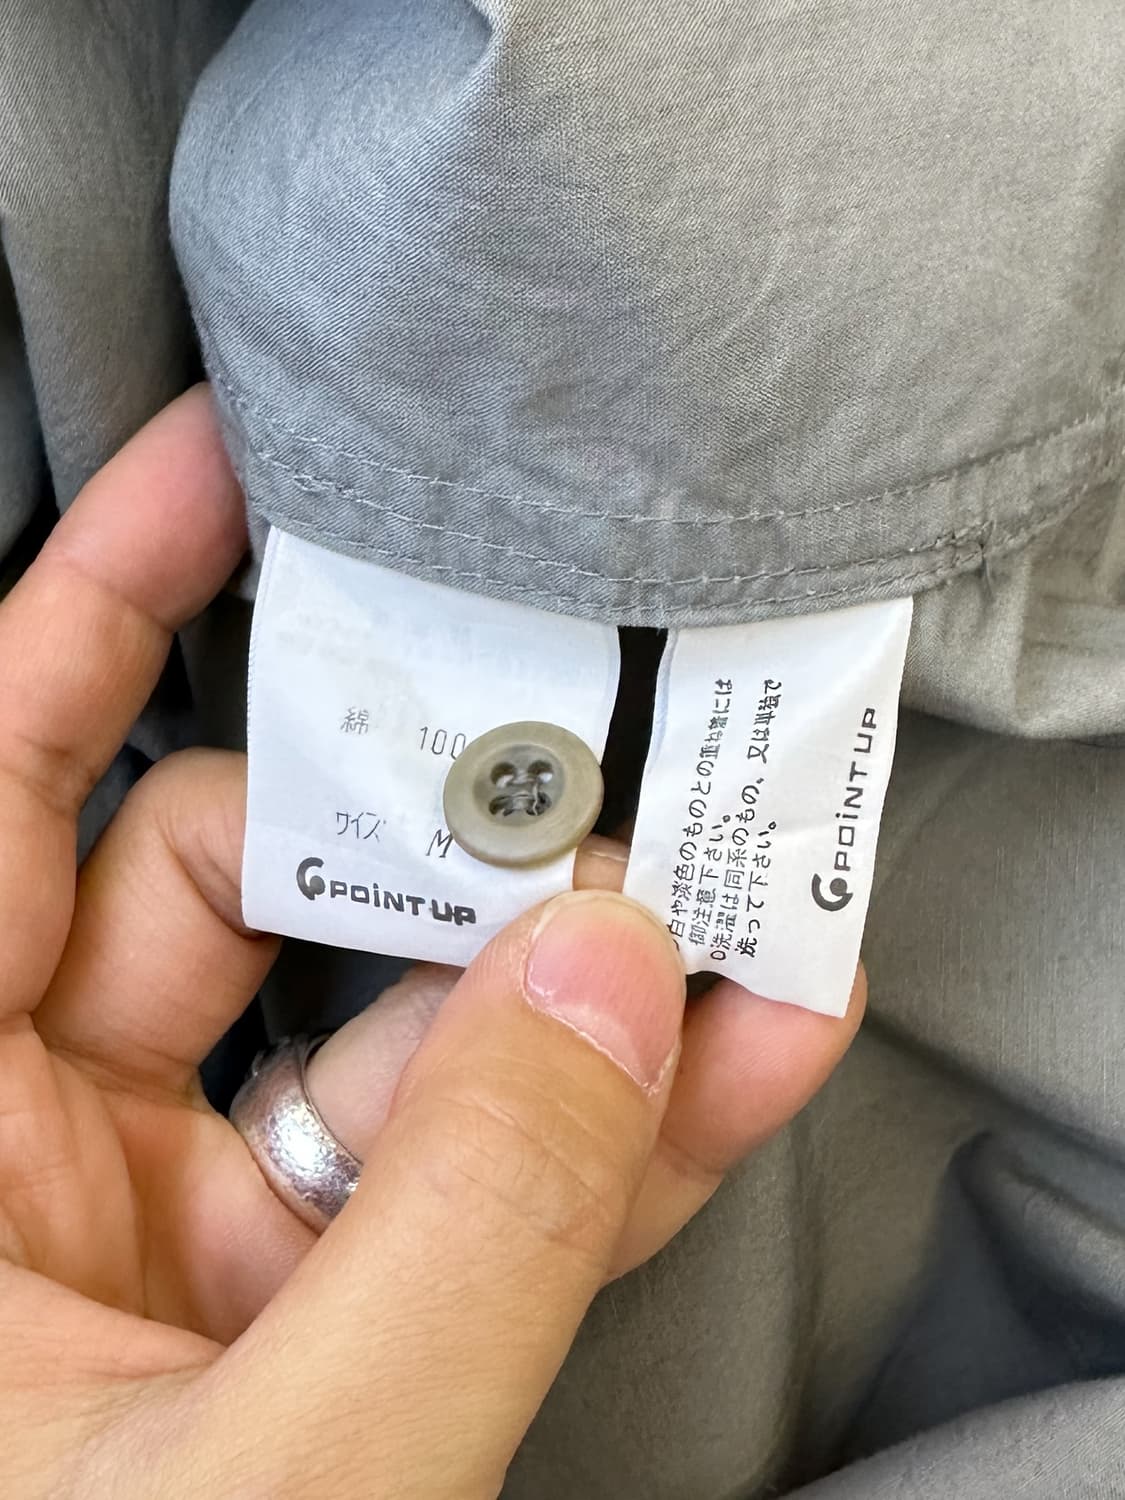 綿 100
サイズ M
POiNT UP
白や淡色のものとの重ね着には
御注意下さい。
洗濯は同系のもの、又は単独で
洗って下さい。
POiNT UP